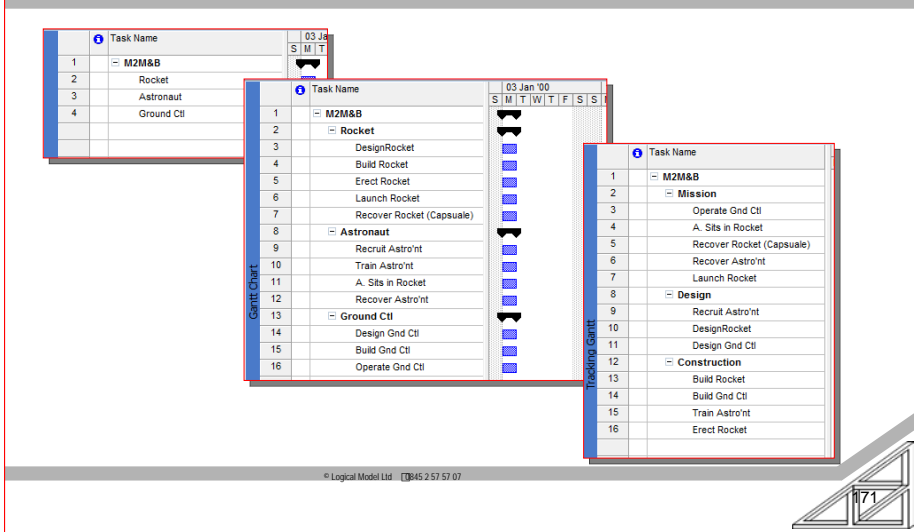 Task Name
03 Ja
S M T
1 M2M&B
2 Rocket
3 Astronaut
4 Ground Ctl
Gantt Chart
Task Name
03 Jan '00
S M T W T F S S
1 M2M&B
2 Rocket
3 DesignRocket
4 Build Rocket
5 Erect Rocket
6 Launch Rocket
7 Recover Rocket (Capsuale)
8 Astronaut
9 Recruit Astro'nt
10 Train Astro'nt
11 A. Sits in Rocket
12 Recover Astro'nt
13 Ground Ctl
14 Design Gnd Ctl
15 Build Gnd Ctl
16 Operate Gnd Ctl
Tracking Gantt
Task Name
1 M2M&B
2 Mission
3 Operate Gnd Ctl
4 A. Sits in Rocket
5 Recover Rocket (Capsuale)
6 Recover Astro'nt
7 Launch Rocket
8 Design
9 Recruit Astro'nt
10 DesignRocket
11 Design Gnd Ctl
12 Construction
13 Build Rocket
14 Build Gnd Ctl
15 Train Astro'nt
16 Erect Rocket
© Logical Model Ltd 0845 2 57 57 07
171